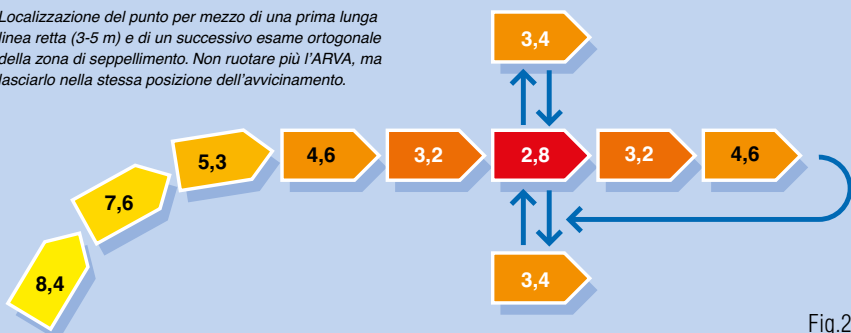 Localizzazione del punto per mezzo di una prima lunga
linea retta (3-5 m) e di un successivo esame ortogonale
della zona di seppellimento. Non ruotare più l’ARVA, ma
lasciarlo nella stessa posizione dell’avvicinamento.
3,4
5,3
4,6
3,2
2,8
3,2
4,6
7,6
8,4
3,4
Fig.2